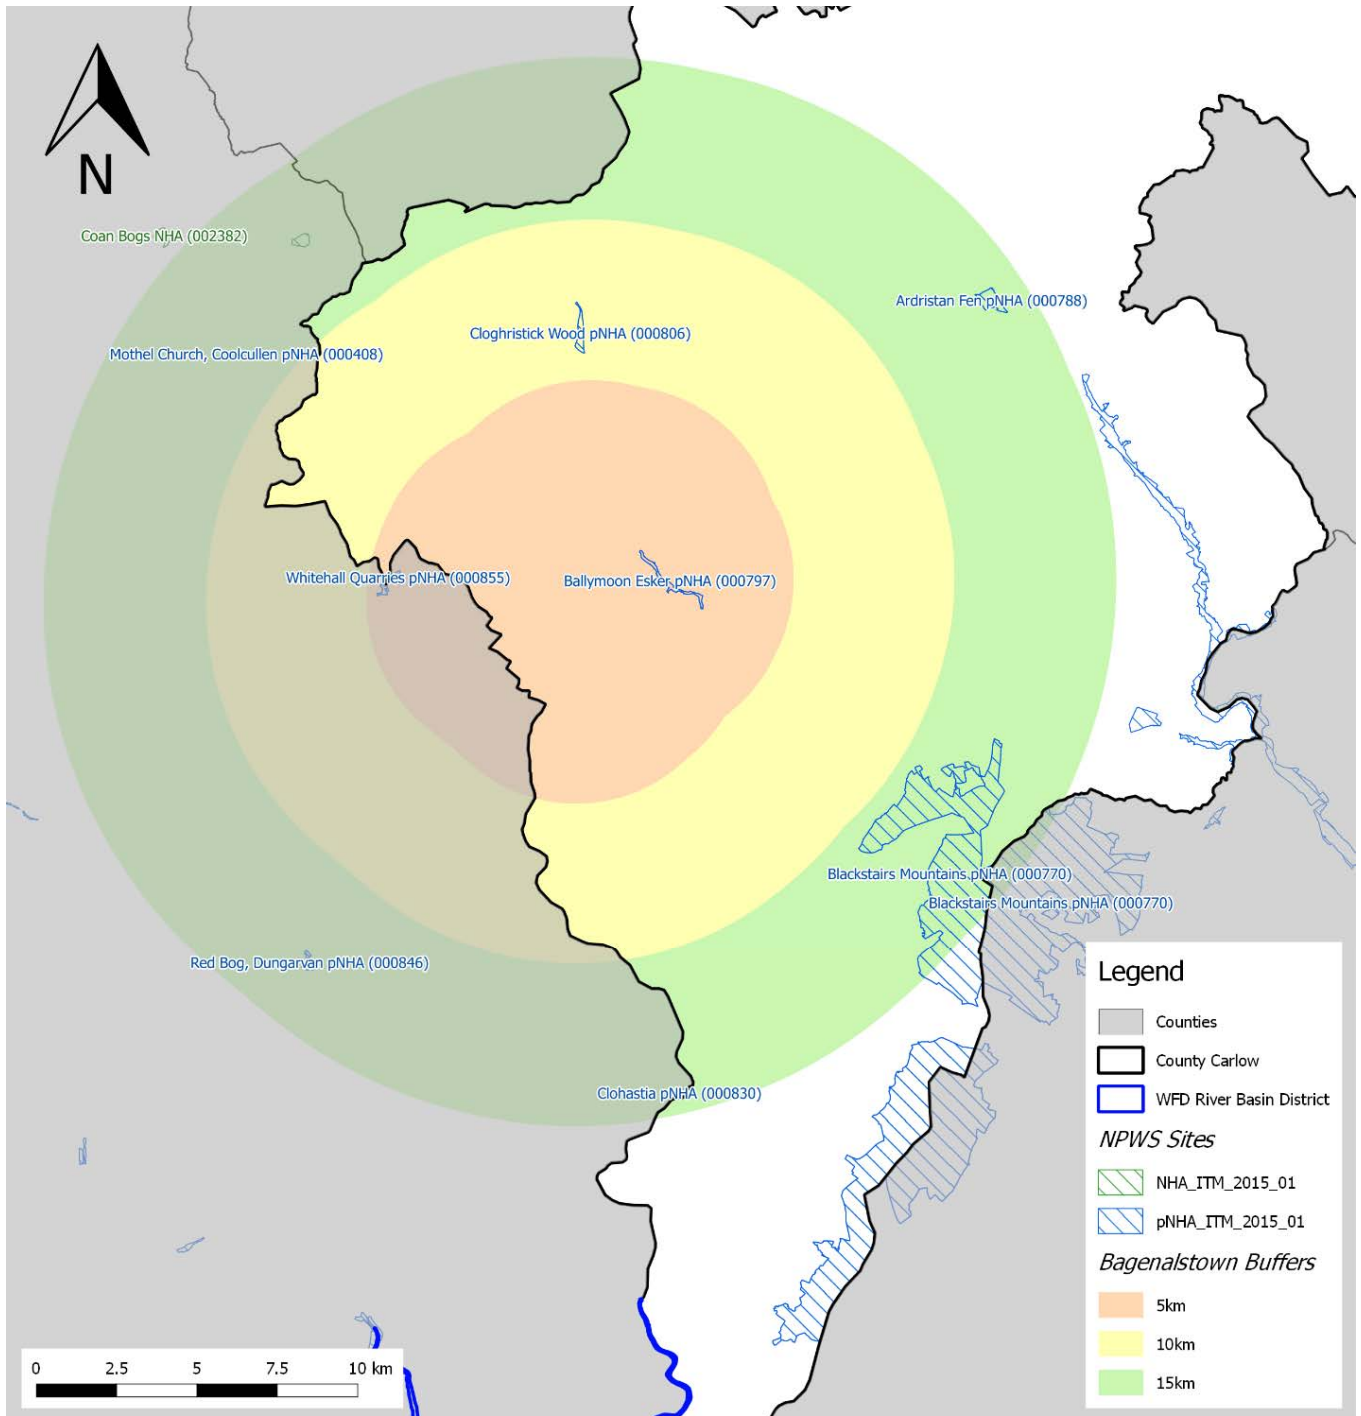 N
Coan Bogs NHA (002382)
Ardristan Fen pNHA (000788)
Cloghristick Wood pNHA (000806)
Mothel Church, Coolcullen pNHA (000408)
Whitehall Quarries pNHA (000855)
Ballymoon Esker pNHA (000797)
Blackstairs Mountains pNHA (000770)
Blackstairs Mountains pNHA (000770)
Red Bog, Dungarvan pNHA (000846)
Clohastia pNHA (000830)
Legend
Counties
County Carlow
WFD River Basin District
NPWS Sites
NHA_ITM_2015_01
pNHA_ITM_2015_01
Bagenalstown Buffers
5km
10km
15km
0 2.5 5 7.5 10 km